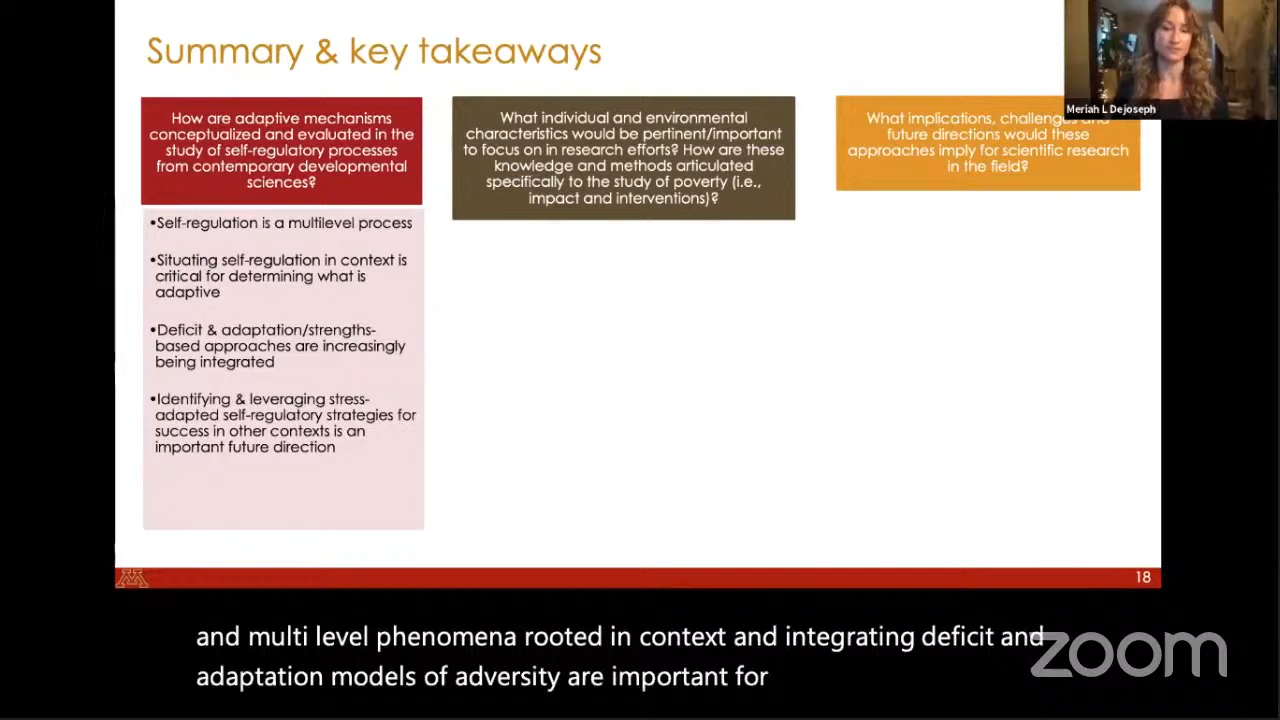 Summary & key takeaways
Meriah L Dejoseph
How are adaptive mechanisms
conceptualized and evaluated in the
study of self-regulatory processes
from contemporary developmental
sciences?
•Self-regulation is a multilevel process
•Situating self-regulation in context is
critical for determining what is
adaptive
•Deficit & adaptation/strengths-
based approaches are increasingly
being integrated
•Identifying & leveraging stress-
adapted self-regulatory strategies for
success in other contexts is an
important future direction
What individual and environmental
characteristics would be pertinent/important
to focus on in research efforts? How are these
knowledge and methods articulated
specifically to the study of poverty (i.e.,
impact and interventions)?
What implications, challenges and
future directions would these
approaches imply for scientific research
in the field?
M
18
and multi level phenomena rooted in context and integrating deficit and
adaptation models of adversity are important for
zoom